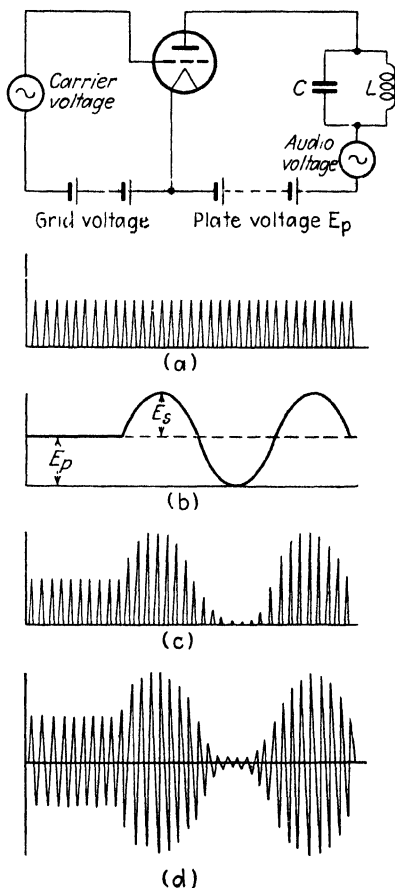 Carrier
voltage
C
L
Audio
voltage
Grid voltage
Plate voltage Ep
(a)
Es
Ep
(b)
(c)
(d)